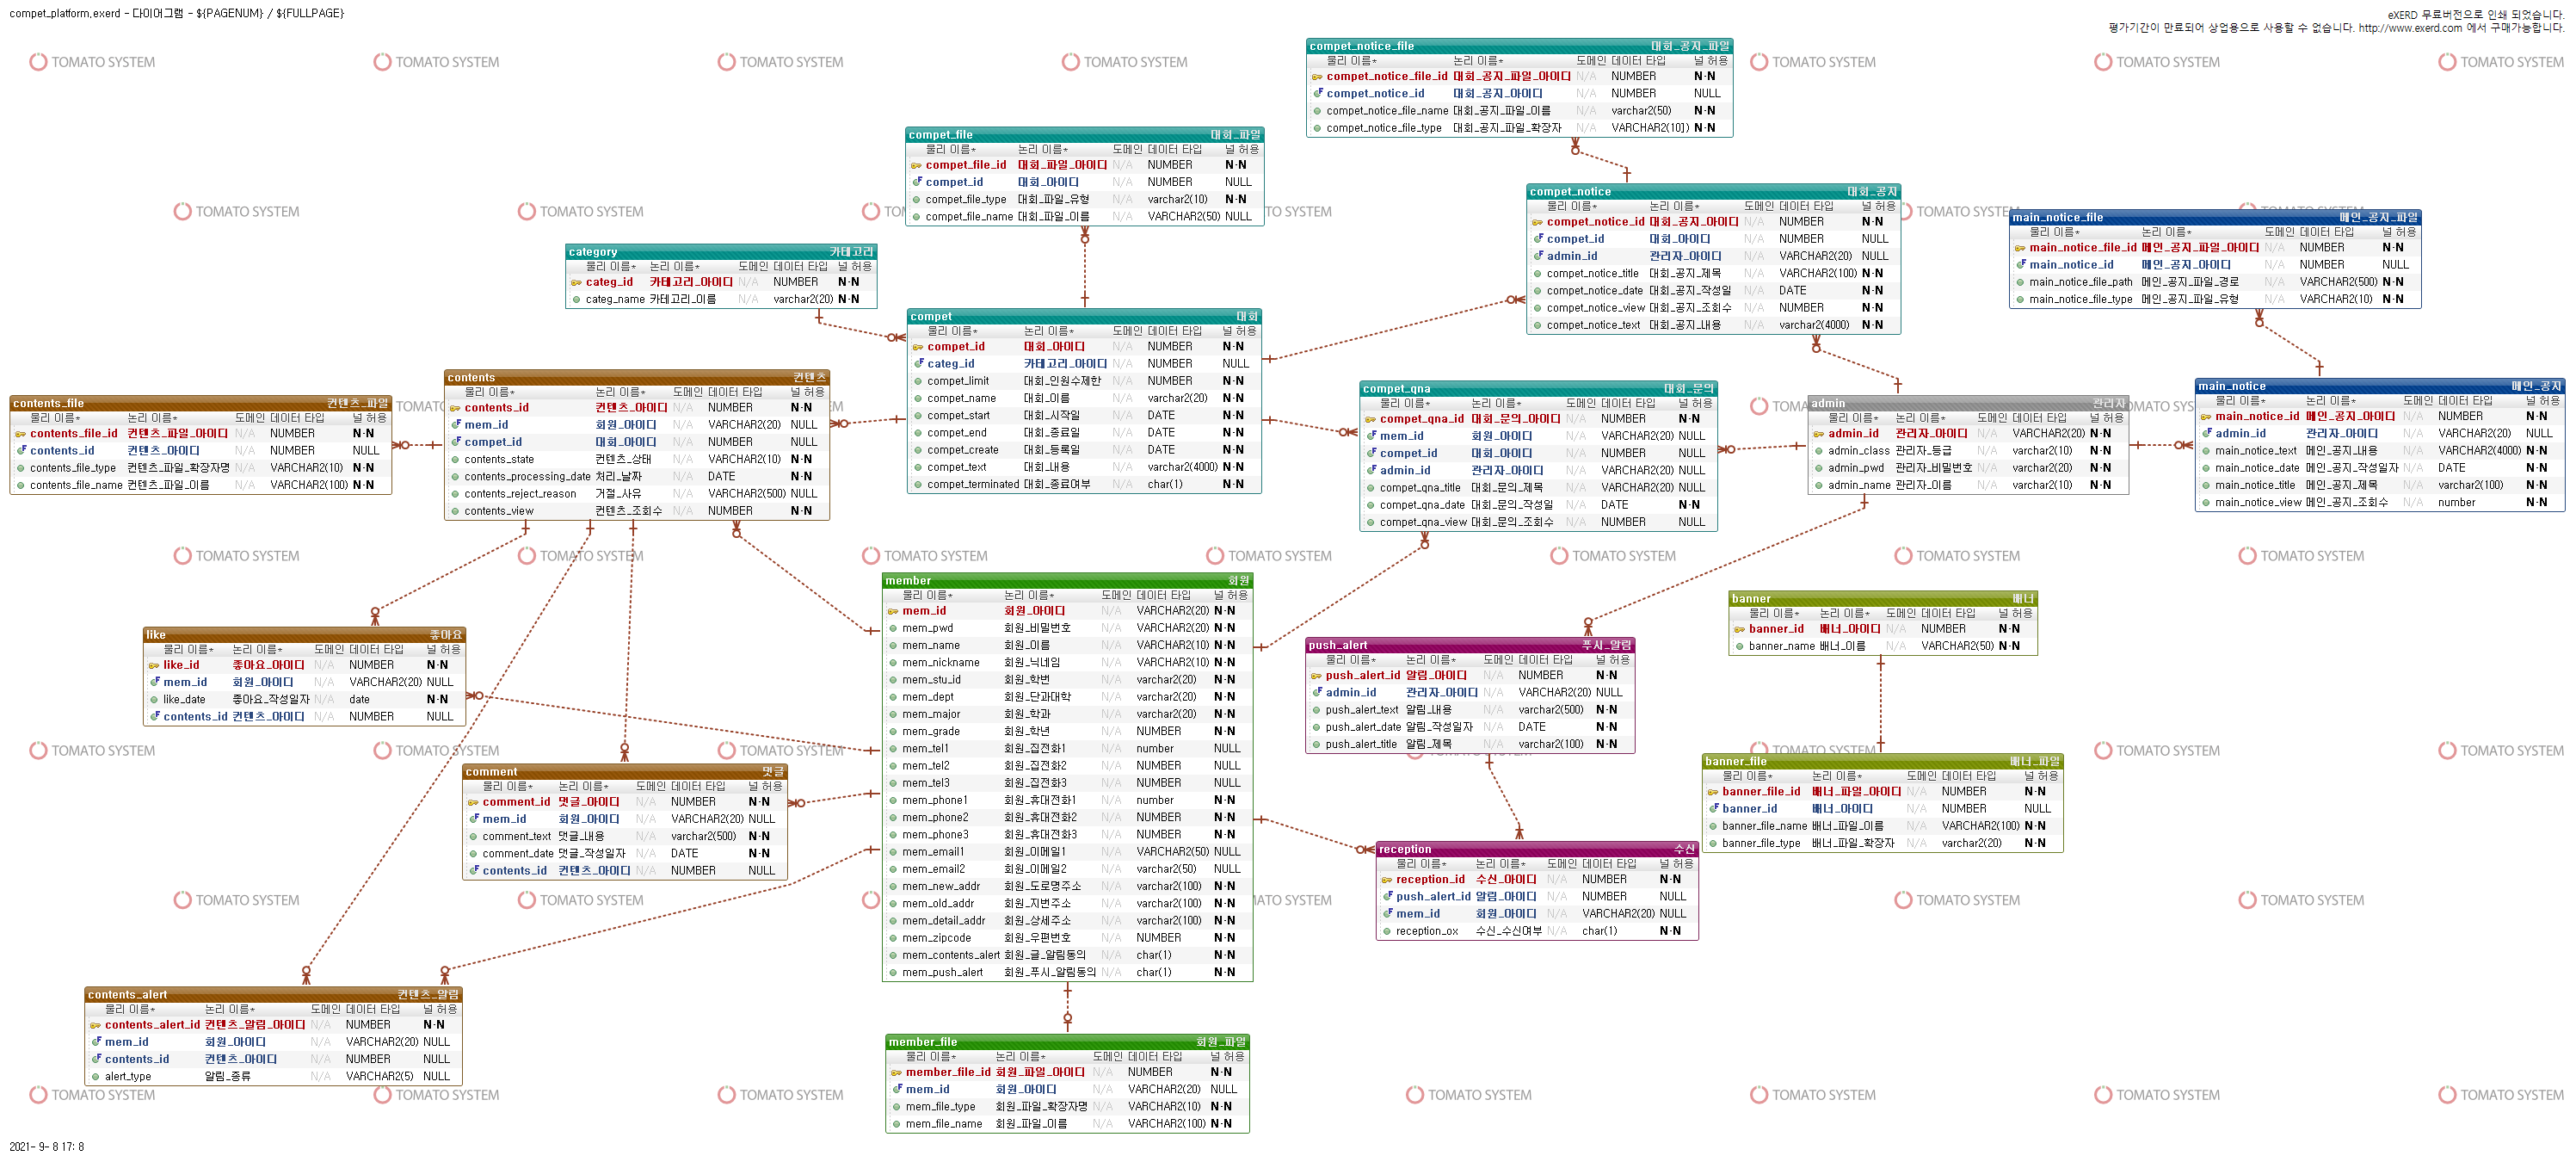 compet_platform.exerd - 다이어그램 - ${PAGENUM} / ${FULLPAGE}
eXERD 무료버전으로 인쇄 되었습니다.
평가기간이 만료되어 상업용으로 사용할 수 없습니다. http://www.exerd.com 에서 구매가능합니다.
TOMATO SYSTEM
compet_notice_file 대회_공지_파일
물리 이름* 논리 이름* 도메인 데이터 타입 널 허용
compet_notice_file_id 대회_공지_파일_아이디 N/A NUMBER N-N
compet_notice_id 대회_공지_아이디 N/A NUMBER NULL
compet_notice_file_name 대회_공지_파일_이름 N/A varchar2(50) N-N
compet_notice_file_type 대회_공지_파일_확장자 N/A VARCHAR2(10]) N-N
compet_file 대회_파일
물리 이름* 논리 이름* 도메인 데이터 타입 널 허용
compet_file_id 대회_파일_아이디 N/A NUMBER N-N
compet_id 대회_아이디 N/A NUMBER NULL
compet_file_type 대회_파일_유형 N/A varchar2(10) N-N
compet_file_name 대회_파일_이름 N/A VARCHAR2(50) NULL
compet_notice 대회_공지
물리 이름* 논리 이름* 도메인 데이터 타입 널 허용
compet_notice_id 대회_공지_아이디 N/A NUMBER N-N
compet_id 대회_아이디 N/A NUMBER NULL
admin_id 관리자_아이디 N/A VARCHAR2(20) NULL
compet_notice_title 대회_공지_제목 N/A VARCHAR2(100) N-N
compet_notice_date 대회_공지_작성일 N/A DATE N-N
compet_notice_view 대회_공지_조회수 N/A NUMBER N-N
compet_notice_text 대회_공지_내용 N/A varchar2(4000) N-N
main_notice_file 메인_공지_파일
물리 이름* 논리 이름* 도메인 데이터 타입 널 허용
main_notice_file_id 메인_공지_파일_아이디 N/A NUMBER N-N
main_notice_id 메인_공지_아이디 N/A NUMBER NULL
main_notice_file_path 메인_공지_파일_경로 N/A VARCHAR2(500) N-N
main_notice_file_type 메인_공지_파일_유형 N/A VARCHAR2(10) N-N
category 카테고리
물리 이름* 논리 이름* 도메인 데이터 타입 널 허용
categ_id 카테고리_아이디 N/A NUMBER N-N
categ_name 카테고리_이름 N/A varchar2(20) N-N
compet 대회
물리 이름* 논리 이름* 도메인 데이터 타입 널 허용
compet_id 대회_아이디 N/A NUMBER N-N
categ_id 카테고리_아이디 N/A NUMBER NULL
compet_limit 대회_인원수제한 N/A NUMBER N-N
compet_name 대회_이름 N/A varchar2(20) N-N
compet_start 대회_시작일 N/A DATE N-N
compet_end 대회_종료일 N/A DATE N-N
compet_create 대회_등록일 N/A DATE N-N
compet_text 대회_내용 N/A varchar2(4000) N-N
compet_terminated 대회_종료여부 N/A char(1) N-N
contents 컨텐츠
물리 이름* 논리 이름* 도메인 데이터 타입 널 허용
contents_id 컨텐츠_아이디 N/A NUMBER N-N
mem_id 회원_아이디 N/A VARCHAR2(20) NULL
compet_id 대회_아이디 N/A NUMBER NULL
contents_state 컨텐츠_상태 N/A VARCHAR2(10) N-N
contents_processing_date 처리_날짜 N/A DATE N-N
contents_reject_reason 거절_사유 N/A VARCHAR2(500) NULL
contents_view 컨텐츠_조회수 N/A NUMBER N-N
contents_file 컨텐츠_파일
물리 이름* 논리 이름* 도메인 데이터 타입 널 허용
contents_file_id 컨텐츠_파일_아이디 N/A NUMBER N-N
contents_id 컨텐츠_아이디 N/A NUMBER NULL
contents_file_type 컨텐츠_파일_확장자명 N/A VARCHAR2(10) NULL
contents_file_name 컨텐츠_파일_이름 N/A VARCHAR2(100) N-N
compet_qna 대회_문의
물리 이름* 논리 이름* 도메인 데이터 타입 널 허용
compet_qna_id 대회_문의_아이디 N/A NUMBER N-N
mem_id 회원_아이디 N/A VARCHAR2(20) NULL
compet_id 대회_아이디 N/A NUMBER NULL
admin_id 관리자_아이디 N/A VARCHAR2(20) NULL
compet_qna_title 대회_문의_제목 N/A VARCHAR2(20) NULL
compet_qna_date 대회_문의_작성일 N/A DATE N-N
compet_qna_view 대회_문의_조회수 N/A NUMBER NULL
admin 관리자
물리 이름* 논리 이름* 도메인 데이터 타입 널 허용
admin_id 관리자_아이디 N/A VARCHAR2(20) N-N
admin_class 관리자_등급 N/A varchar2(10) N-N
admin_pwd 관리자_비밀번호 N/A varchar2(20) N-N
admin_name 관리자_이름 N/A varchar2(10) N-N
main_notice 메인_공지
물리 이름* 논리 이름* 도메인 데이터 타입 널 허용
main_notice_id 메인_공지_아이디 N/A NUMBER N-N
admin_id 관리자_아이디 N/A VARCHAR2(20) NULL
main_notice_text 메인_공지_내용 N/A VARCHAR2(4000) N-N
main_notice_date 메인_공지_작성일자 N/A DATE N-N
main_notice_title 메인_공지_제목 N/A varchar2(100) N-N
main_notice_view 메인_공지_조회수 N/A number N-N
member 회원
물리 이름* 논리 이름* 도메인 데이터 타입 널 허용
mem_id 회원_아이디 N/A VARCHAR2(20) N-N
mem_pwd 회원_비밀번호 N/A VARCHAR2(20) N-N
mem_name 회원_이름 N/A VARCHAR2(10) N-N
mem_nickname 회원_닉네임 N/A VARCHAR2(10) N-N
mem_stu_id 회원_학번 N/A varchar2(20) N-N
mem_dept 회원_단과대학 N/A varchar2(20) N-N
mem_major 회원_학과 N/A varchar2(20) N-N
mem_grade 회원_학년 N/A NUMBER N-N
mem_tel1 회원_집전화1 N/A number NULL
mem_tel2 회원_집전화2 N/A NUMBER NULL
mem_tel3 회원_집전화3 N/A NUMBER NULL
mem_phone1 회원_휴대전화1 N/A number N-N
mem_phone2 회원_휴대전화2 N/A NUMBER N-N
mem_phone3 회원_휴대전화3 N/A NUMBER N-N
mem_email1 회원_이메일1 N/A VARCHAR2(50) NULL
mem_email2 회원_이메일2 N/A varchar2(50) NULL
mem_new_addr 회원_도로명주소 N/A varchar2(100) N-N
mem_old_addr 회원_지번주소 N/A varchar2(100) N-N
mem_detail_addr 회원_상세주소 N/A varchar2(100) N-N
mem_zipcode 회원_우편번호 N/A NUMBER N-N
mem_contents_alert 회원_글_알림동의 N/A char(1) N-N
mem_push_alert 회원_푸시_알림동의 N/A char(1) N-N
banner 배너
물리 이름* 논리 이름* 도메인 데이터 타입 널 허용
banner_id 배너_아이디 N/A NUMBER N-N
banner_name 배너_이름 N/A VARCHAR2(50) N-N
like 좋아요
물리 이름* 논리 이름* 도메인 데이터 타입 널 허용
like_id 좋아요_아이디 N/A NUMBER N-N
mem_id 회원_아이디 N/A VARCHAR2(20) NULL
like_date 좋아요_작성일자 N/A date N-N
contents_id 컨텐츠_아이디 N/A NUMBER NULL
push_alert 푸시_알림
물리 이름* 논리 이름* 도메인 데이터 타입 널 허용
push_alert_id 알림_아이디 N/A NUMBER N-N
admin_id 관리자_아이디 N/A VARCHAR2(20) NULL
push_alert_text 알림_내용 N/A varchar2(500) N-N
push_alert_date 알림_작성일자 N/A DATE N-N
push_alert_title 알림_제목 N/A varchar2(100) N-N
banner_file 배너_파일
물리 이름* 논리 이름* 도메인 데이터 타입 널 허용
banner_file_id 배너_파일_아이디 N/A NUMBER N-N
banner_id 배너_아이디 N/A NUMBER NULL
banner_file_name 배너_파일_이름 N/A VARCHAR2(100) N-N
banner_file_type 배너_파일_확장자 N/A varchar2(20) N-N
comment 댓글
물리 이름* 논리 이름* 도메인 데이터 타입 널 허용
comment_id 댓글_아이디 N/A NUMBER N-N
mem_id 회원_아이디 N/A VARCHAR2(20) NULL
comment_text 댓글_내용 N/A varchar2(500) N-N
comment_date 댓글_작성일자 N/A DATE N-N
contents_id 컨텐츠_아이디 N/A NUMBER NULL
reception 수신
물리 이름* 논리 이름* 도메인 데이터 타입 널 허용
reception_id 수신_아이디 N/A NUMBER N-N
push_alert_id 알림_아이디 N/A NUMBER NULL
mem_id 회원_아이디 N/A VARCHAR2(20) NULL
reception_ox 수신_수신여부 N/A char(1) N-N
contents_alert 컨텐츠_알림
물리 이름* 논리 이름* 도메인 데이터 타입 널 허용
contents_alert_id 컨텐츠_알림_아이디 N/A NUMBER N-N
mem_id 회원_아이디 N/A VARCHAR2(20) NULL
contents_id 컨텐츠_아이디 N/A NUMBER NULL
alert_type 알림_종류 N/A VARCHAR2(5) NULL
member_file 회원_파일
물리 이름* 논리 이름* 도메인 데이터 타입 널 허용
member_file_id 회원_파일_아이디 N/A NUMBER N-N
mem_id 회원_아이디 N/A VARCHAR2(20) NULL
mem_file_type 회원_파일_확장자명 N/A VARCHAR2(10) N-N
mem_file_name 회원_파일_이름 N/A VARCHAR2(100) N-N
2021- 9- 8 17: 8